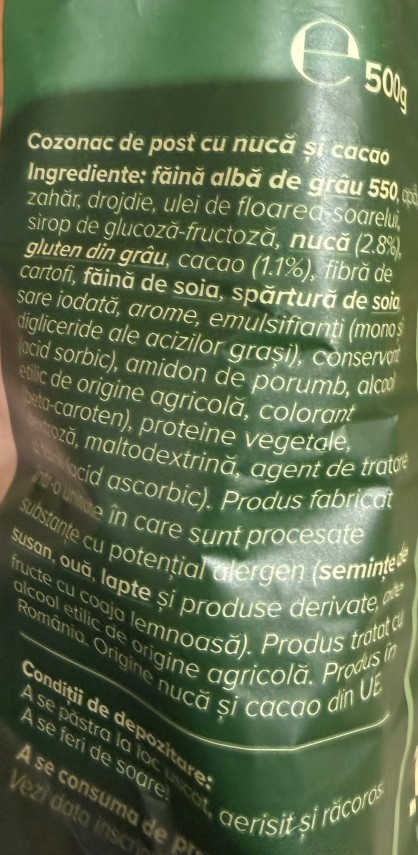 e 500g
Cozonac de post cu nucă și cacao
Ingrediente: făină albă de grâu 550,
zahăr, drojdie, ulei de floarea-soarelui,
sirop de glucoză-fructoză, nucă (2.8%),
gluten din grâu, cacao (1.1%), fibră de
cartofi, făină de soia, spărtură de soia
sare iodată, arome, emulsifianți (mono și
digliceride ale acizilor grași), conservant
(acid sorbic), amidon de porumb, alcool
etilic de origine agricolă, colorant
(beta-caroten), proteine vegetale,
maltodextrină, agent de tratare
acid ascorbic). Produs fabricat
în care sunt procesate
substanțe cu potențial alergen (semințe de
susan, ouă, lapte și produse derivate,
fructe cu coaja lemnoasă). Produs tratat cu
alcool etilic de origine agricolă. Produs în
România. Origine nucă și cacao din UE
Condiții de depozitare:
A se păstra la loc uscat, aerisit și răcoros.
A se feri de soare
A se consuma de
Vezi data